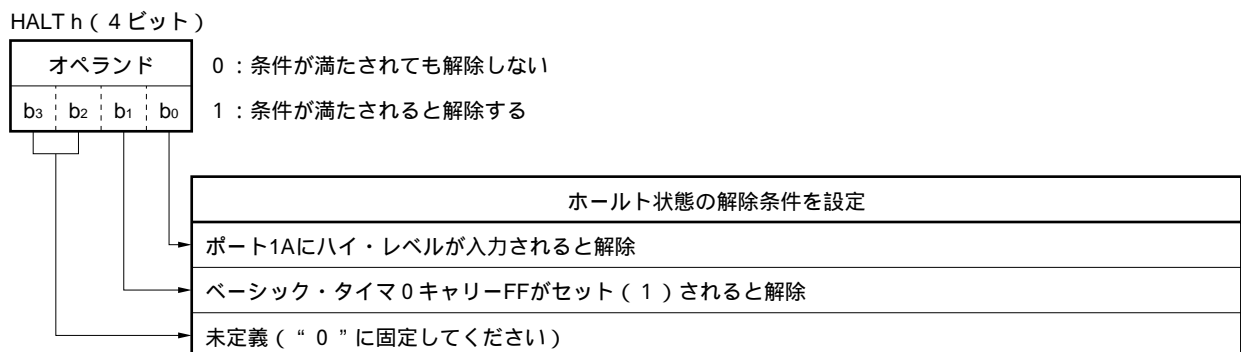 HALT h（４ビット）
オペランド
0 ：条件が満たされても解除しない
b3 b2 b1 b0
1 ：条件が満たされると解除する
ホールト状態の解除条件を設定
ポート1Aにハイ・レベルが入力されると解除
ベーシック・タイマ０キャリーFFがセット（１）されると解除
未定義（“０”に固定してください）